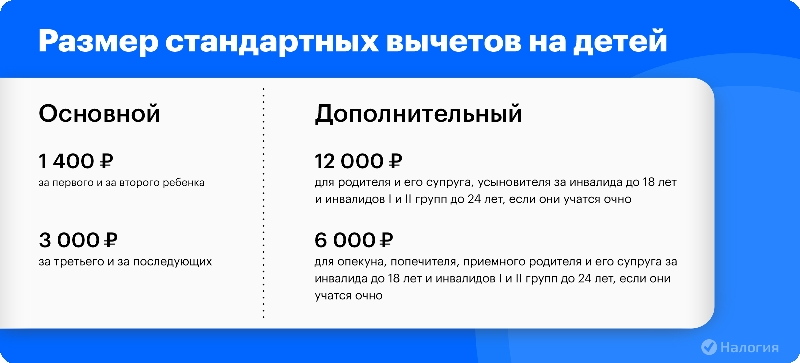 Размер стандартных вычетов на детей
Основной
1 400 ₽
за первого и за второго ребенка
3 000 ₽
за третьего и за последующих
Дополнительный
12 000 ₽
для родителя и его супруга, усыновителя за инвалида до 18 лет
и инвалидов I и II групп до 24 лет, если они учатся очно
6 000 ₽
для опекуна, попечителя, приемного родителя и его супруга за
инвалида до 18 лет и инвалидов I и II групп до 24 лет, если они
учатся очно
Налогия